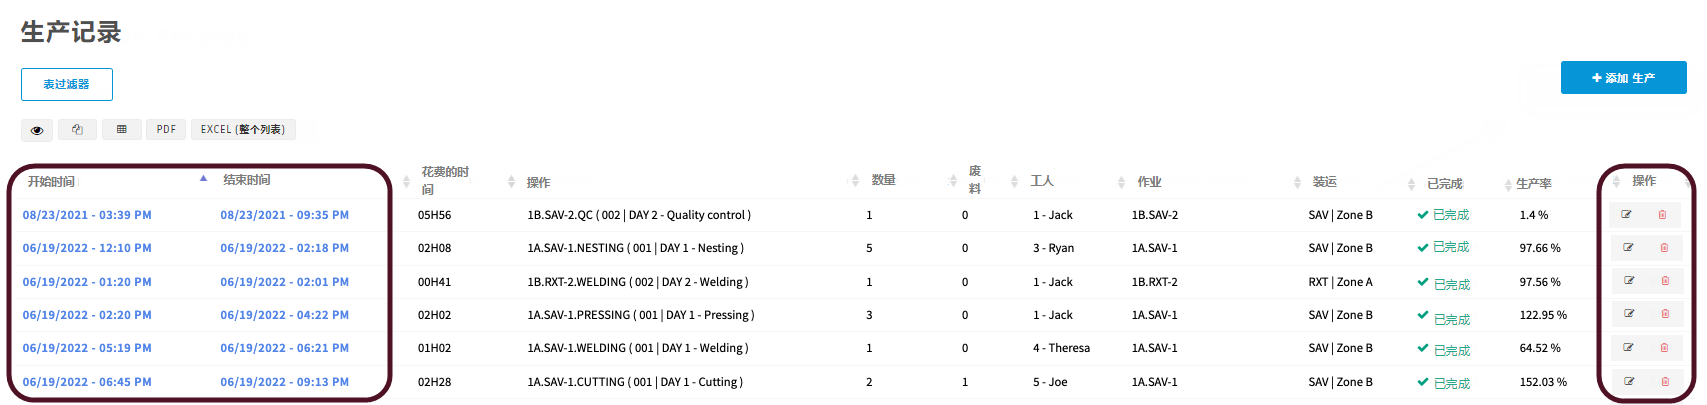 生产记录
表过滤器
+ 添加 生产
PDF EXCEL (整个列表)
开始时间 结束时间 花费的时间 操作 数量 废料 工人 作业 装运 已完成 生产率 操作
08/23/2021 - 03:39 PM 08/23/2021 - 09:35 PM 05H56 1B.SAV-2.QC ( 002 | DAY 2 - Quality control ) 1 0 1 - Jack 1B.SAV-2 SAV | Zone B 已完成 1.4 %
06/19/2022 - 12:10 PM 06/19/2022 - 02:18 PM 02H08 1A.SAV-1.NESTING ( 001 | DAY 1 - Nesting ) 5 0 3 - Ryan 1A.SAV-1 SAV | Zone B 已完成 97.66 %
06/19/2022 - 01:20 PM 06/19/2022 - 02:01 PM 00H41 1B.RXT-2.WELDING ( 002 | DAY 2 - Welding ) 1 0 1 - Jack 1B.RXT-2 RXT | Zone A 已完成 97.56 %
06/19/2022 - 02:20 PM 06/19/2022 - 04:22 PM 02H02 1A.SAV-1.PRESSING ( 001 | DAY 1 - Pressing ) 3 0 1 - Jack 1A.SAV-1 SAV | Zone B 已完成 122.95 %
06/19/2022 - 05:19 PM 06/19/2022 - 06:21 PM 01H02 1A.SAV-1.WELDING ( 001 | DAY 1 - Welding ) 1 0 4 - Theresa 1A.SAV-1 SAV | Zone B 已完成 64.52 %
06/19/2022 - 06:45 PM 06/19/2022 - 09:13 PM 02H28 1A.SAV-1.CUTTING ( 001 | DAY 1 - Cutting ) 2 1 5 - Joe 1A.SAV-1 SAV | Zone B 已完成 152.03 %